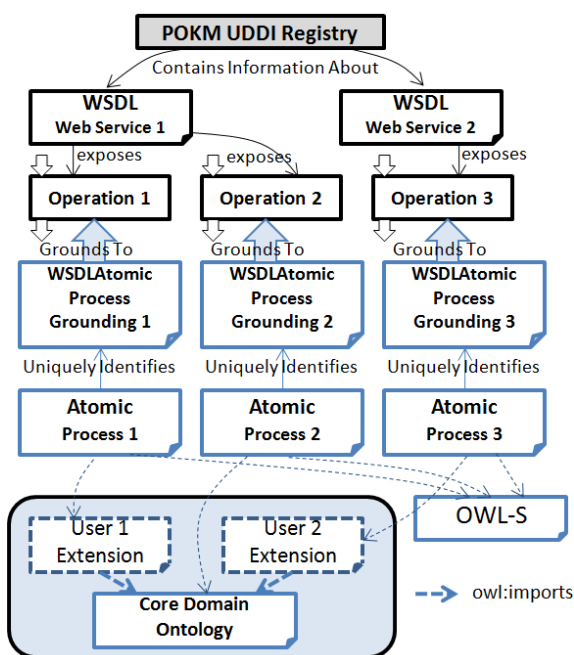 POKM UDDI Registry
Contains Information About
WSDL
Web Service 1
WSDL
Web Service 2
exposes
exposes
exposes
Operation 1
Operation 2
Operation 3
Grounds To
Grounds To
Grounds To
WSDLAtomic
Process
Grounding 1
WSDLAtomic
Process
Grounding 2
WSDLAtomic
Process
Grounding 3
Uniquely Identifies
Uniquely Identifies
Uniquely Identifies
Atomic
Process 1
Atomic
Process 2
Atomic
Process 3
User 1
Extension
User 2
Extension
OWL-S
Core Domain
Ontology
owl:imports